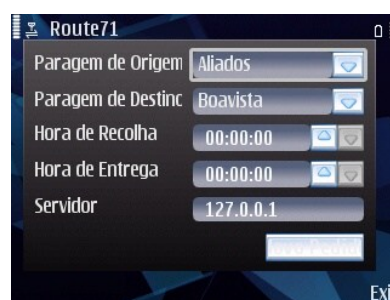 Route71
Paragem de Origem Aliados
Paragem de Destinc Boavista
Hora de Recolha 00:00:00
Hora de Entrega 00:00:00
Servidor 127.0.0.1
Exi